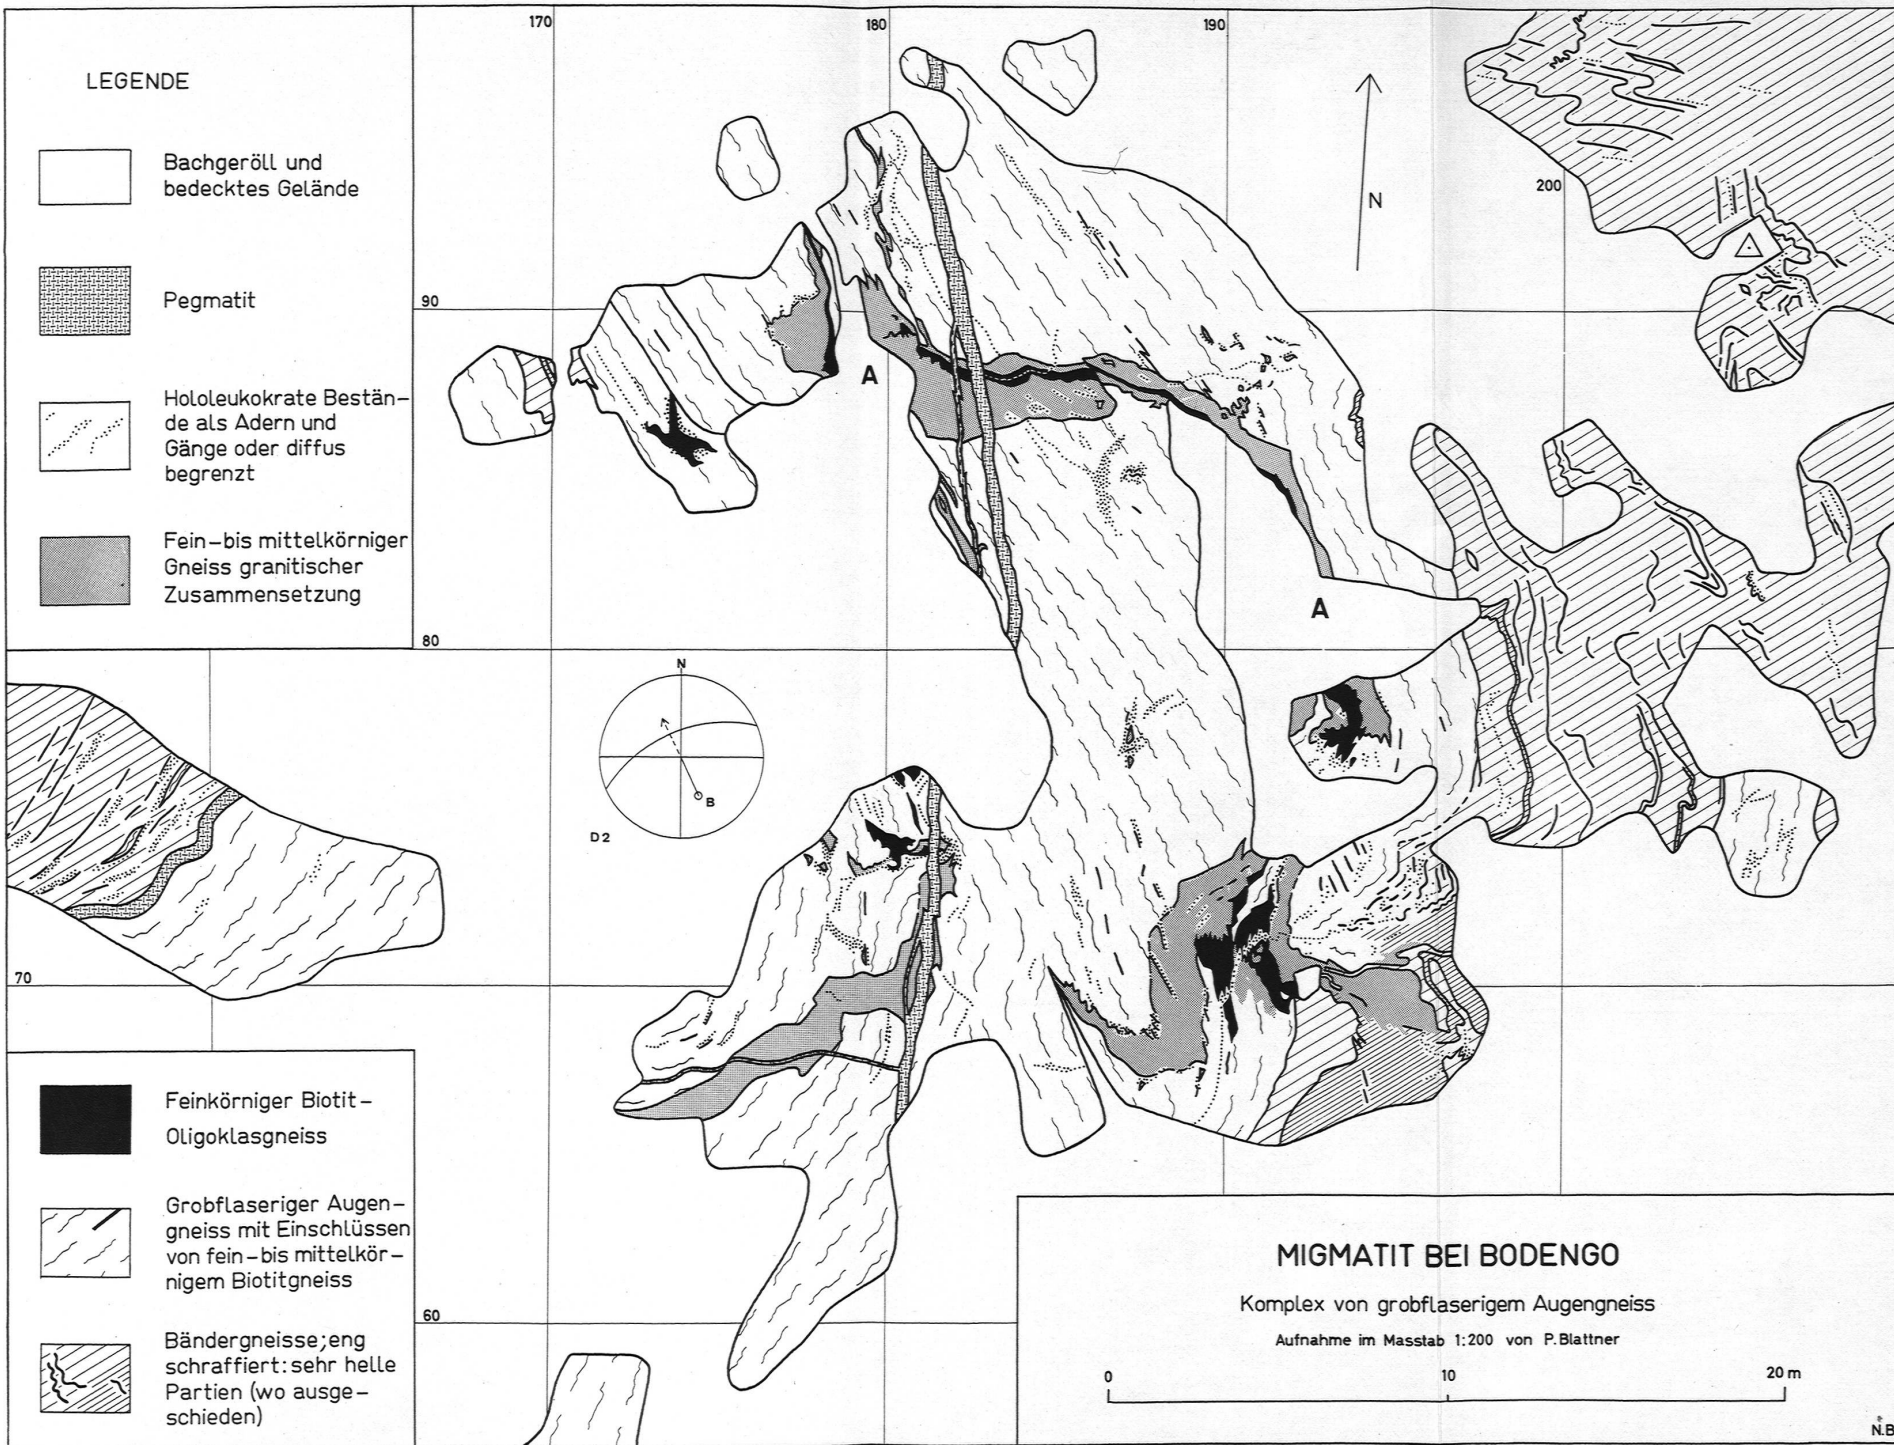 170
180
190
LEGENDE
Bachgeröll und
bedecktes Gelände
Pegmatit
Hololeukokrate Bestän-
de als Adern und
Gänge oder diffus
begrenzt
Fein-bis mittelkörniger
Gneiss granitischer
Zusammensetzung
N
200
90
A
A
80
N
B
D2
70
Feinkörniger Biotit-
Oligoklasgneiss
Grobflaseriger Augen-
gneiss mit Einschlüssen
von fein-bis mittelkör-
nigem Biotitgneiss
Bändergneisse; eng
schraffiert: sehr helle
Partien (wo ausge-
schieden)
60
MIGMATIT BEI BODENGO
Komplex von grobflaserigem Augengneiss
Aufnahme im Masstab 1:200 von P. Blattner
0 10 20 m
N.B